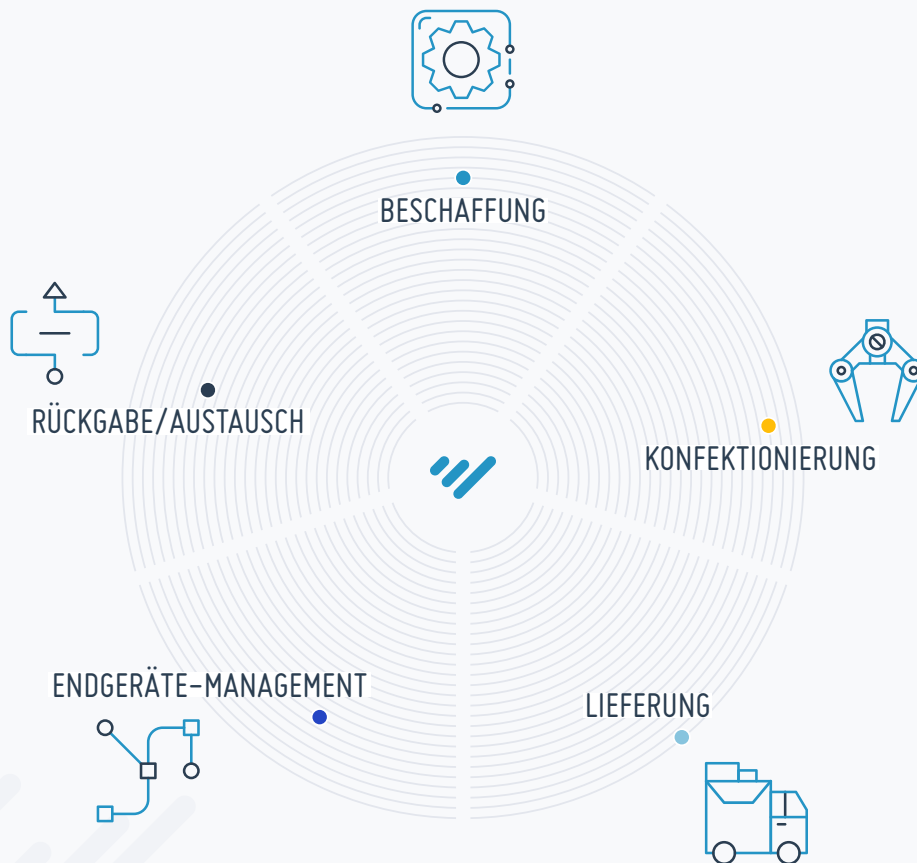 BESCHAFFUNG
RÜCKGABE/AUSTAUSCH
KONFEKTIONIERUNG
ENDGERÄTE-MANAGEMENT
LIEFERUNG